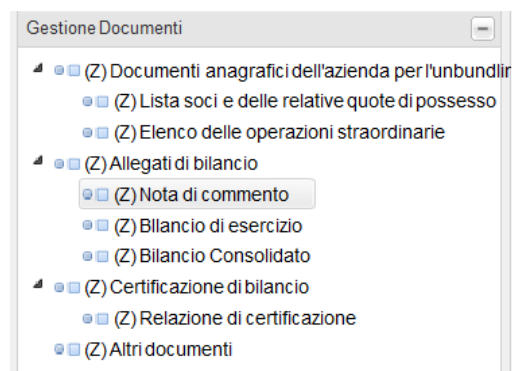 Gestione Documenti
(Z) Documenti anagrafici dell'azienda per l'unbundlir
(Z) Lista soci e delle relative quote di possesso
(Z) Elenco delle operazioni straordinarie
(Z) Allegati di bilancio
(Z) Nota di commento
(Z) BIlancio di esercizio
(Z) Bilancio Consolidato
(Z) Certificazione di bilancio
(Z) Relazione di certificazione
(Z) Altri documenti